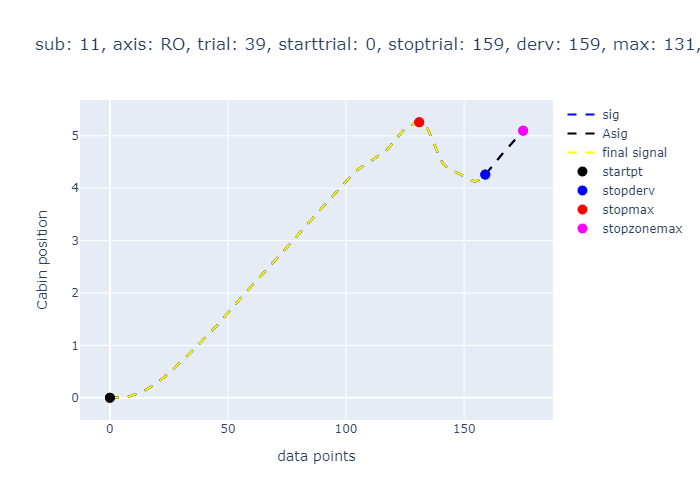 sub: 11, axis: RO, trial: 39, starttrial: 0, stoptrial: 159, derv: 159, max: 131,
sig
Asig
final signal
startpt
stopderv
stopmax
stopzonemax
Cabin position
5
4
3
2
1
0
0 50 100 150
data points